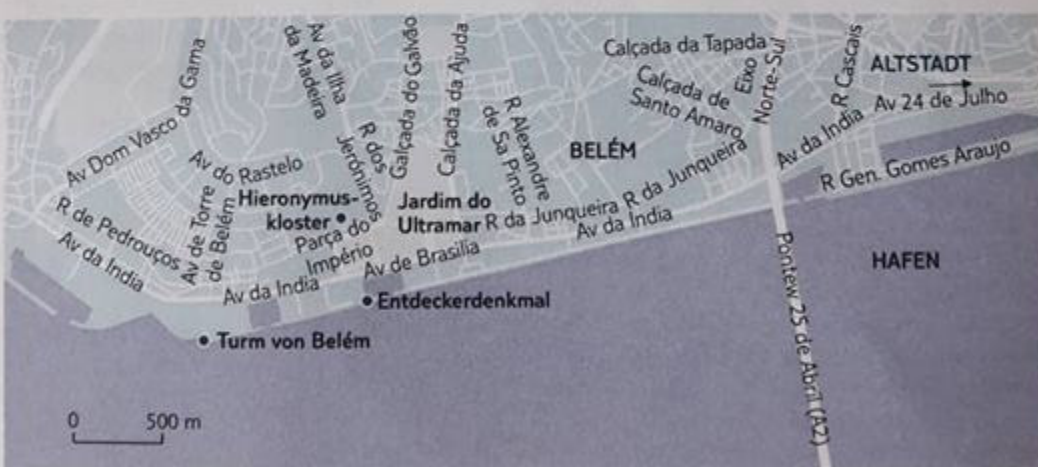 Calçada da Tapada
Eixo
Norte-Sul
R Cascais
ALTSTADT
Av 24 de Julho
Av Dom Vasco da Gama
Av da Ilha
da Madeira
R dos
Jerónimos
Galçada do Galvão
Calçada da Ajuda
R Alexandre
de Sa Pinto
BELÉM
Calçada de
Santo Amaro
R da Junqueira
Av da India
R Gen. Gomes Araujo
Av do Rastelo
Av de Torre
de Belém
Hieronymus-
kloster
Parça do
Império
Jardim do
Ultramar
R da Junqueira
Av da India
R de Pedrouços
Av da India
Av da India
Av de Brasilia
Entdeckerdenkmal
Turm von Belém
HAFEN
Pontew 25 de Abril (A2)
0 500 m